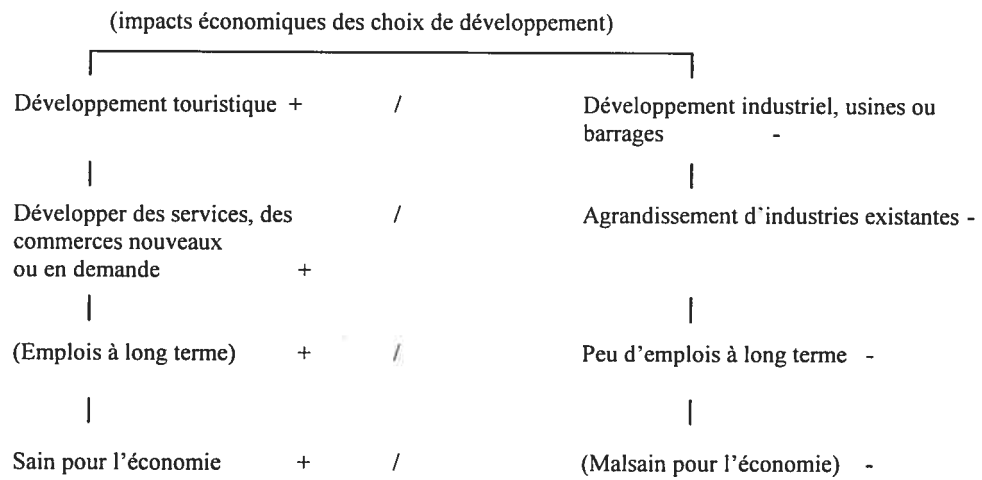 (impacts économiques des choix de développement)
Développement touristique + / Développement industriel, usines ou
barrages -
Développer des services, des / Agrandissement d'industries existantes -
commerces nouveaux
ou en demande +
(Emplois à long terme) + / Peu d'emplois à long terme -
Sain pour l'économie + / (Malsain pour l'économie) -